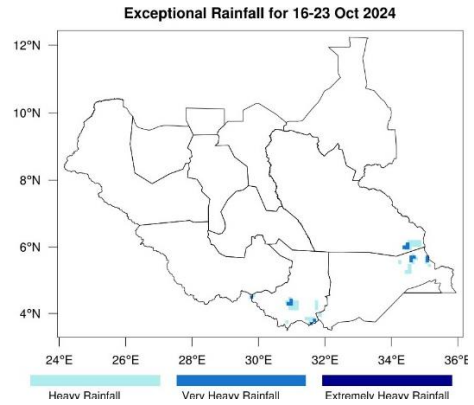 Exceptional Rainfall for 16-23 Oct 2024
12°N
10°N
8°N
6°N
4°N
24°E 26°E 28°E 30°E 32°E 34°E 36°E
Heavy Rainfall Very Heavy Rainfall Extremely Heavy Rainfall